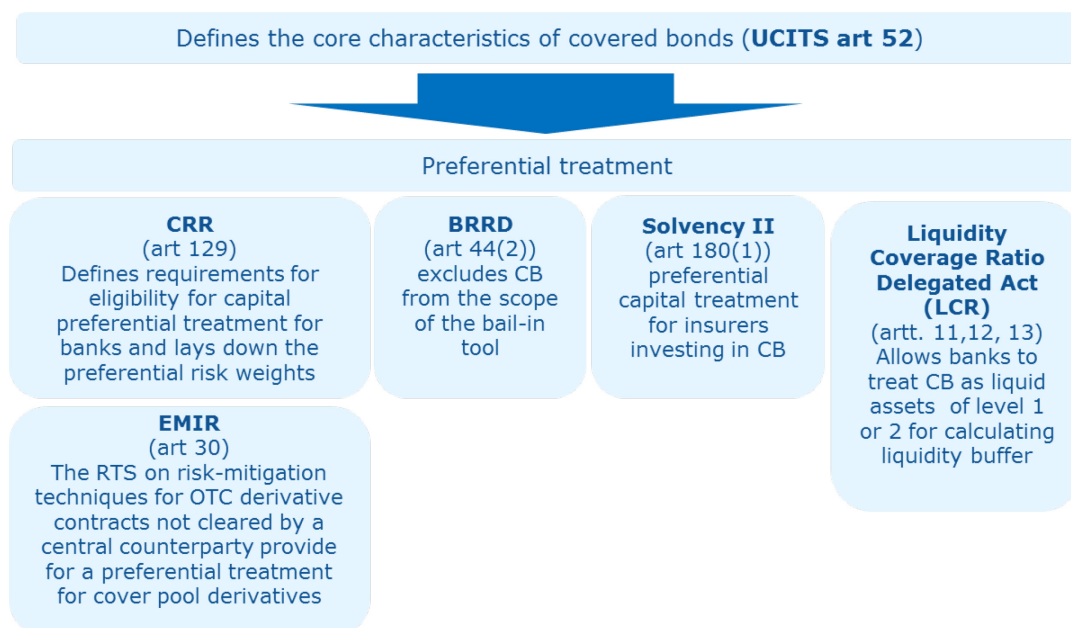 Defines the core characteristics of covered bonds (UCITS art 52)
Preferential treatment
CRR
(art 129)
Defines requirements for
eligibility for capital
preferential treatment for
banks and lays down the
preferential risk weights
BRRD
(art 44(2))
excludes CB
from the scope
of the bail-in
tool
Solvency II
(art 180(1))
preferential
capital treatment
for insurers
investing in CB
Liquidity
Coverage Ratio
Delegated Act
(LCR)
(artt. 11,12, 13)
Allows banks to
treat CB as liquid
assets of level 1
or 2 for calculating
liquidity buffer
EMIR
(art 30)
The RTS on risk-mitigation
techniques for OTC derivative
contracts not cleared by a
central counterparty provide
for a preferential treatment
for cover pool derivatives